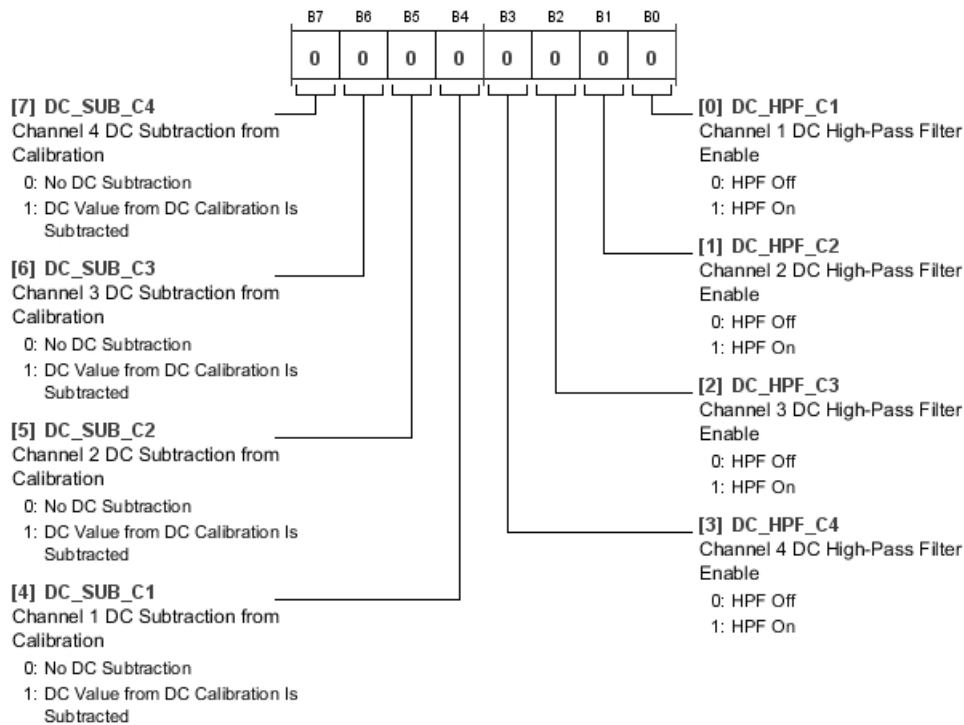 B7 B6 B5 B4 B3 B2 B1 B0
0 0 0 0 0 0 0 0
[7] DC_SUB_C4
Channel 4 DC Subtraction from
Calibration
0: No DC Subtraction
1: DC Value from DC Calibration Is
Subtracted
[6] DC_SUB_C3
Channel 3 DC Subtraction from
Calibration
0: No DC Subtraction
1: DC Value from DC Calibration Is
Subtracted
[5] DC_SUB_C2
Channel 2 DC Subtraction from
Calibration
0: No DC Subtraction
1: DC Value from DC Calibration Is
Subtracted
[4] DC_SUB_C1
Channel 1 DC Subtraction from
Calibration
0: No DC Subtraction
1: DC Value from DC Calibration Is
Subtracted
[0] DC_HPF_C1
Channel 1 DC High-Pass Filter
Enable
0: HPF Off
1: HPF On
[1] DC_HPF_C2
Channel 2 DC High-Pass Filter
Enable
0: HPF Off
1: HPF On
[2] DC_HPF_C3
Channel 3 DC High-Pass Filter
Enable
0: HPF Off
1: HPF On
[3] DC_HPF_C4
Channel 4 DC High-Pass Filter
Enable
0: HPF Off
1: HPF On